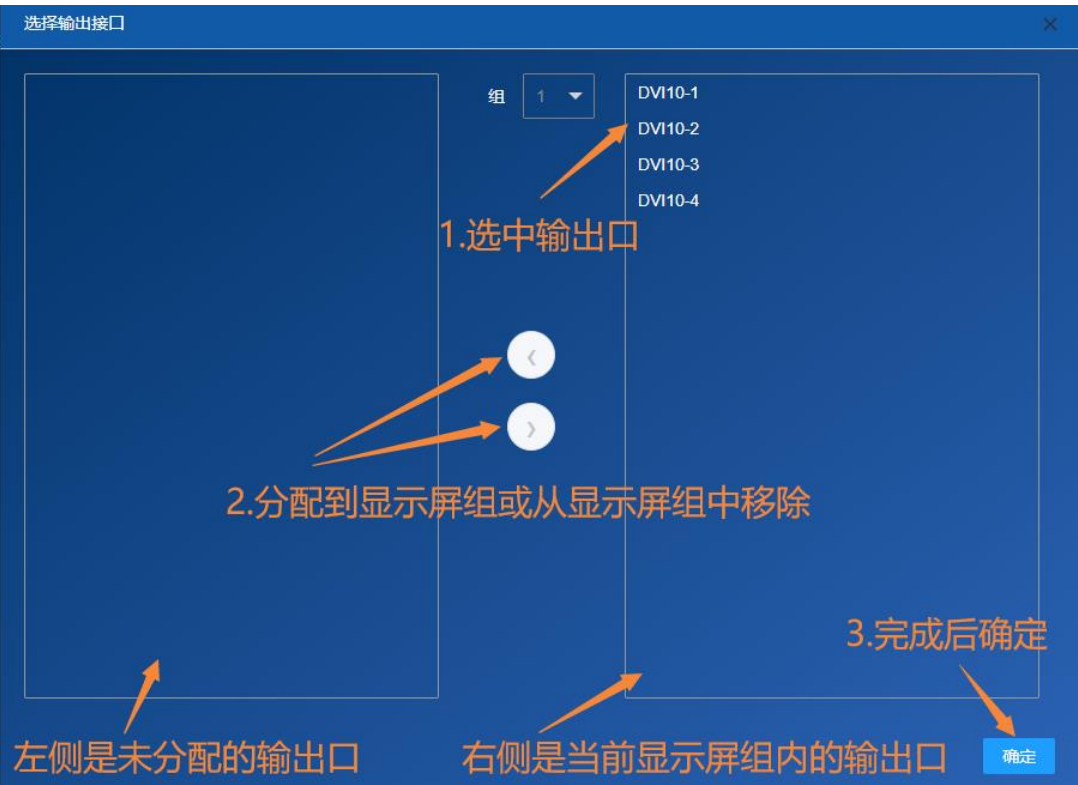 选择输出接口
组
1
DVI10-1
DVI10-2
DVI10-3
DVI10-4
1.选中输出口
2.分配到显示屏组或从显示屏组中移除
3.完成后确定
左侧是未分配的输出口
右侧是当前显示屏组内的输出口
确定